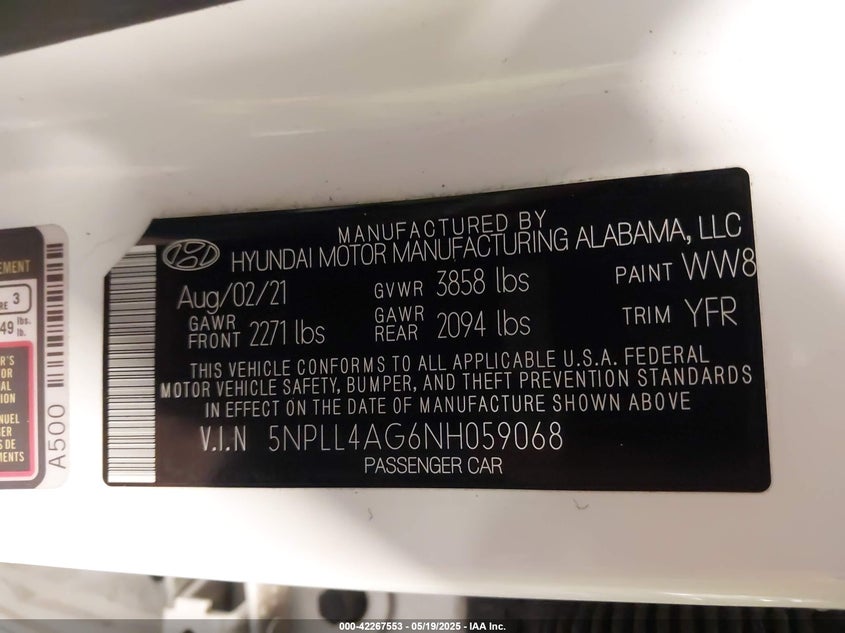 MANUFACTURED BY
HYUNDAI MOTOR MANUFACTURING ALABAMA, LLC
Aug/02/21 GVWR 3858 lbs PAINT WW8
GAWR FRONT 2271 lbs GAWR REAR 2094 lbs TRIM YFR
THIS VEHICLE CONFORMS TO ALL APPLICABLE U.S.A. FEDERAL
MOTOR VEHICLE SAFETY, BUMPER, AND THEFT PREVENTION STANDARDS
IN EFFECT ON THE DATE OF MANUFACTURE SHOWN ABOVE
V.I.N 5NPLL4AG6NH059068
PASSENGER CAR
A500
3
lbs.
lb.
000-42267553 — 05/19/2025 — IAA Inc.